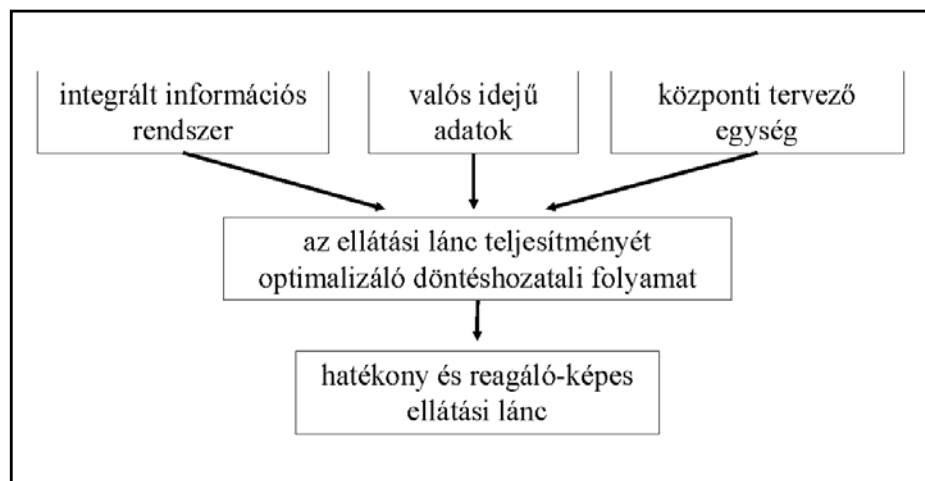 integrált információs
rendszer
valós idejű
adatok
központi tervező
egység
az ellátási lánc teljesítményét
optimalizáló döntéshozatali folyamat
hatékony és reagáló-képes
ellátási lánc